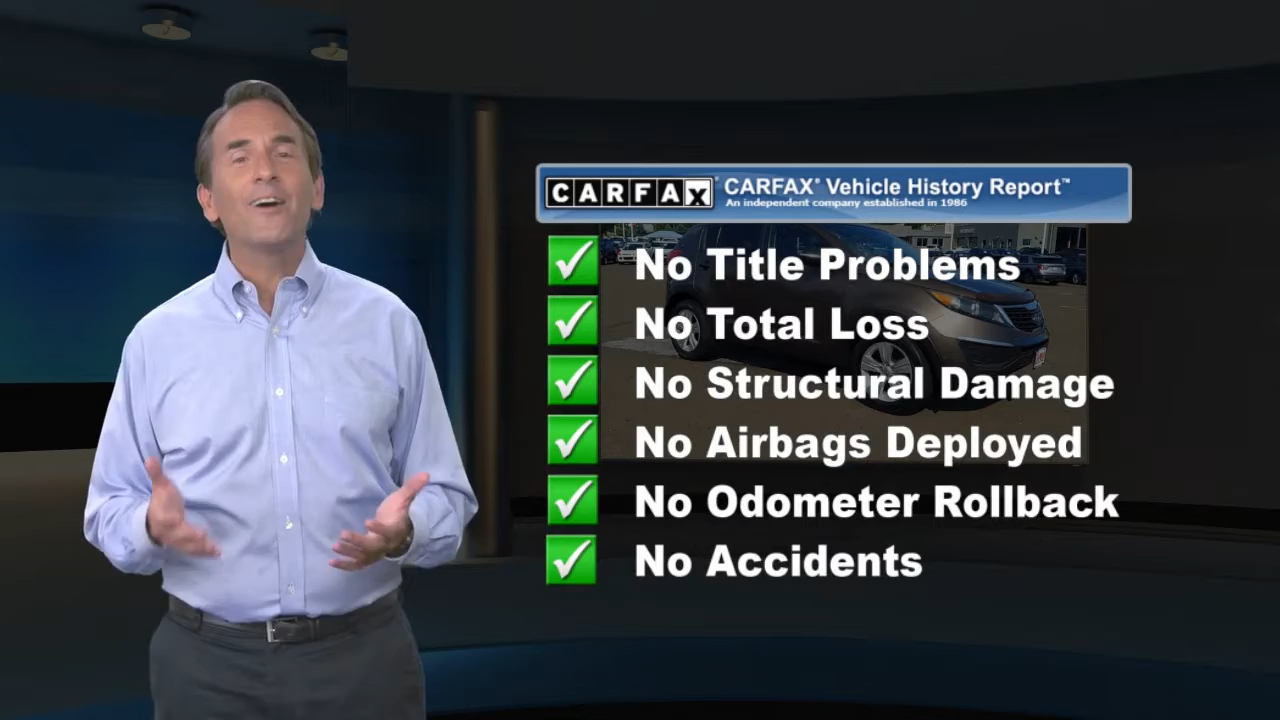 CARFAX CARFAX® Vehicle History Report™
An independent company established in 1986
No Title Problems
No Total Loss
No Structural Damage
No Airbags Deployed
No Odometer Rollback
No Accidents